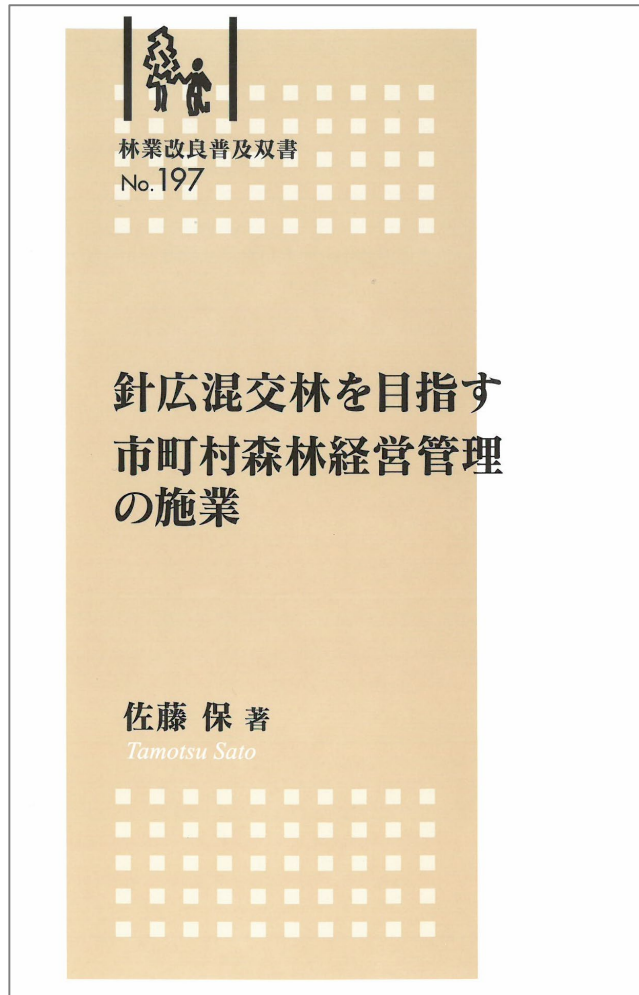 林業改良普及双書
No.197
針広混交林を目指す
市町村森林経営管理
の施業
佐藤 保 著
Tamotsu Sato